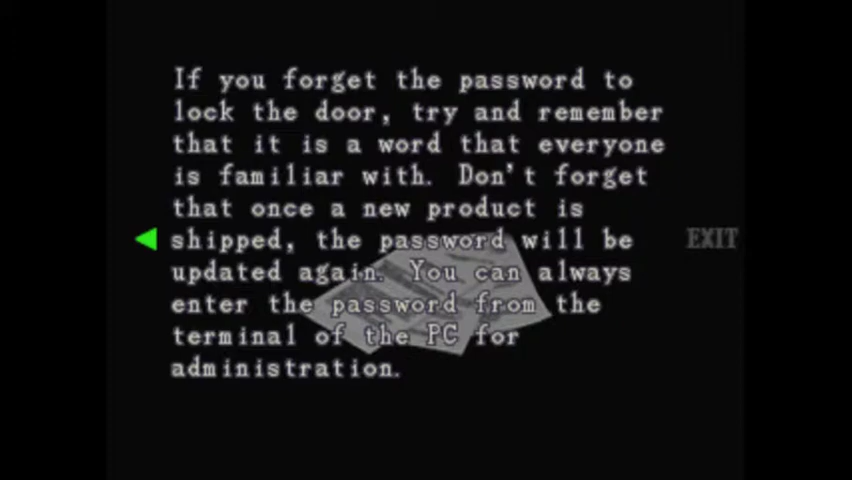 If you forget the password to
lock the door, try and remember
that it is a word that everyone
is familiar with. Don't forget
that once a new product is
shipped, the password will be
EXIT
updated again. You can always
enter the password from the
terminal of the PC for
administration.